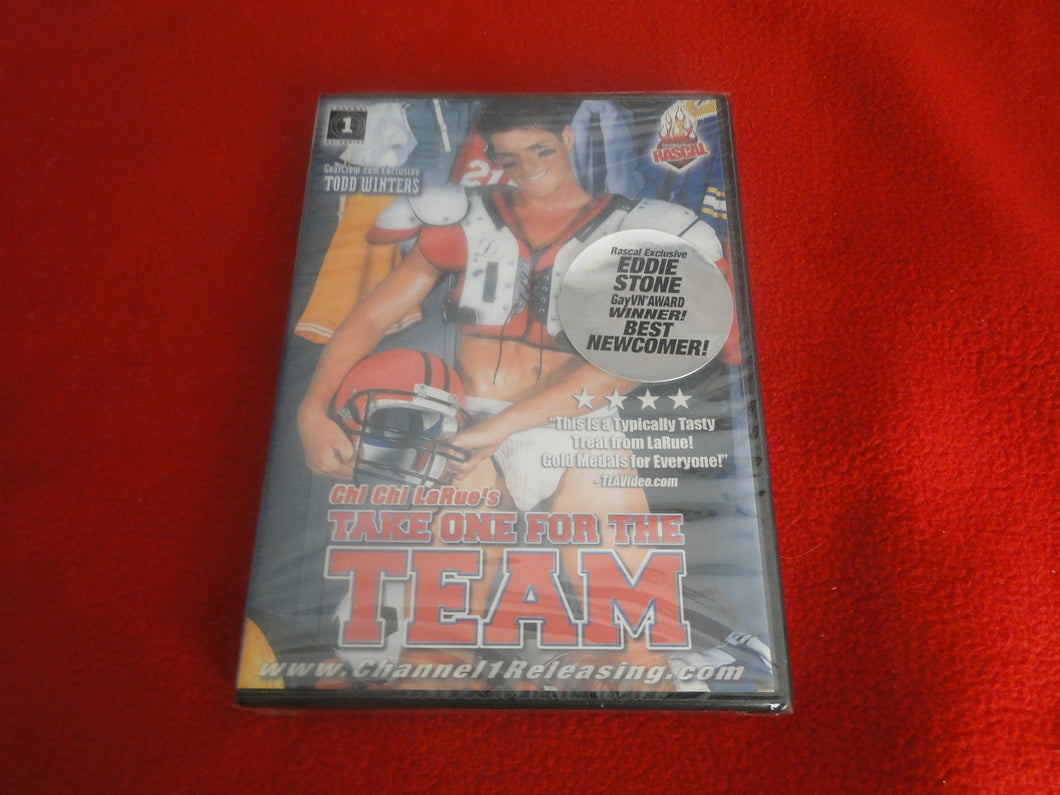 1
GearCrew.com Exclusive
TODD WINTERS
RASCAL
21
Rascal Exclusive
EDDIE
STONE
GayVN AWARD
WINNER!
BEST
NEWCOMER!
"This is a Typically Tasty
Treat from LaRue!
Gold Medals for Everyone!"
- TLAVideo.com
Chi Chi LaRue's
TAKE ONE FOR THE
TEAM
www.Channel1Releasing.com